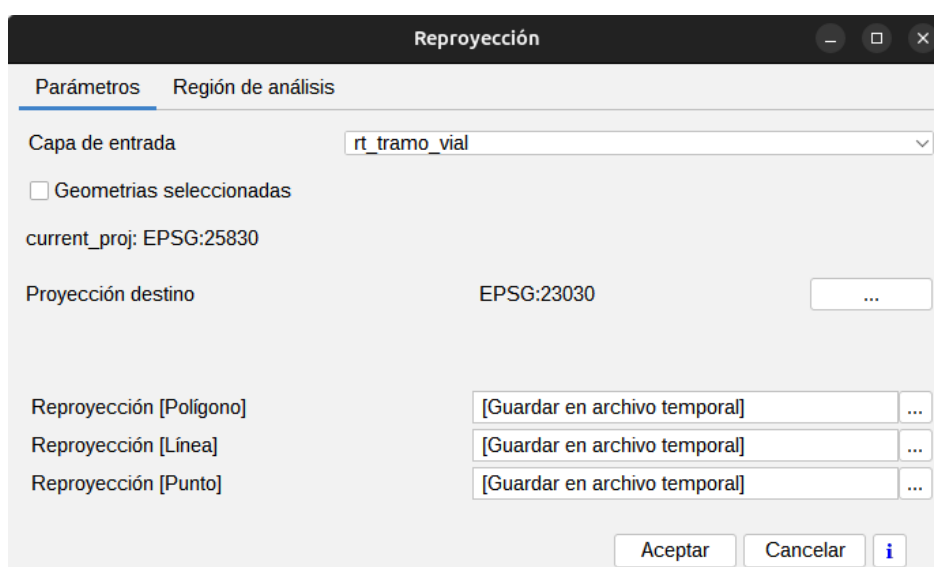 Reproyección
Parámetros Región de análisis
Capa de entrada rt_tramo_vial
Geometrias seleccionadas
current_proj: EPSG:25830
Proyección destino EPSG:23030 ...
Reproyección [Polígono] [Guardar en archivo temporal] ...
Reproyección [Línea] [Guardar en archivo temporal] ...
Reproyección [Punto] [Guardar en archivo temporal] ...
Aceptar Cancelar i